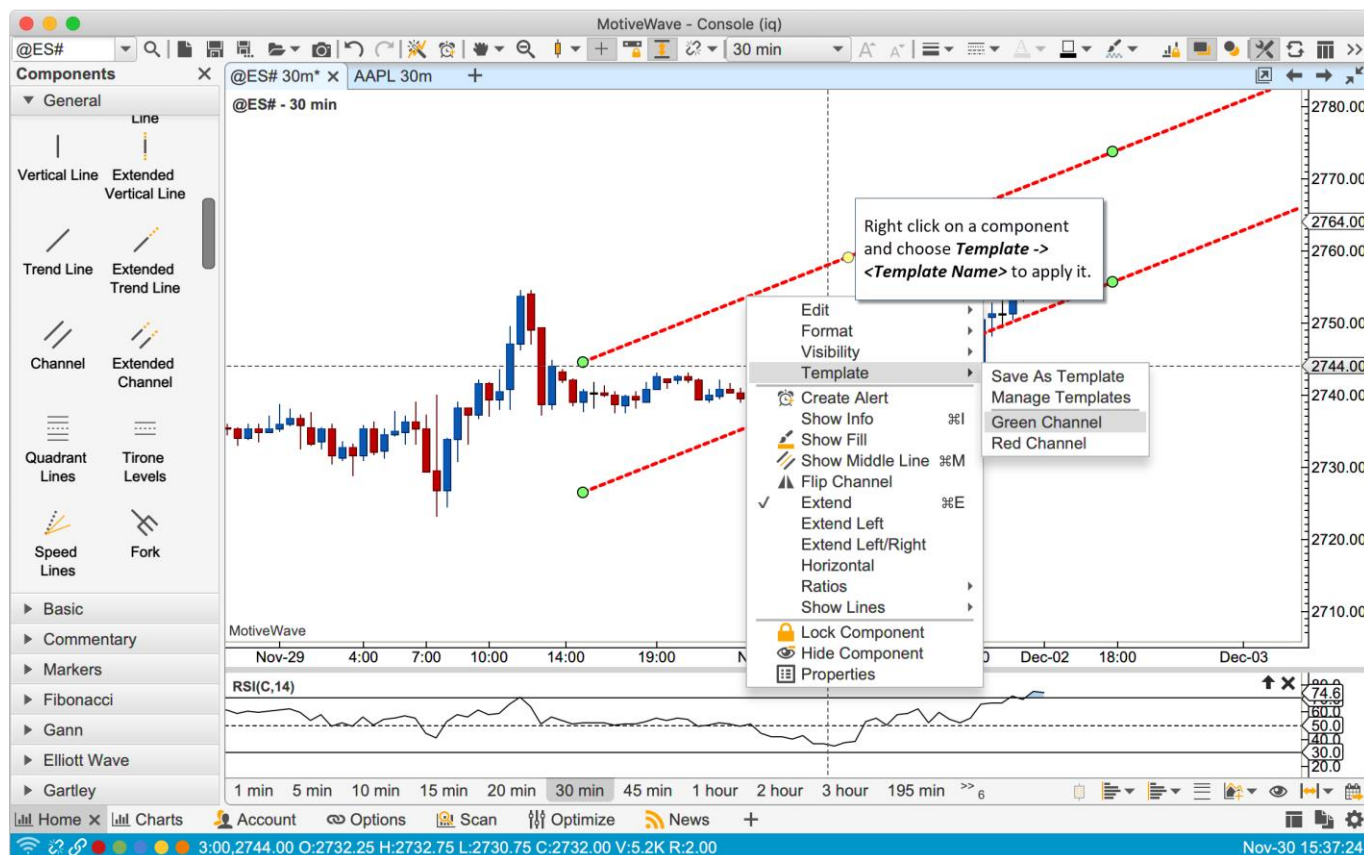 MotiveWave - Console (iq)
@ES#
30 min
Components
@ES# 30m*
AAPL 30m
General
@ES# - 30 min
Line
Vertical Line
Extended
Vertical Line
Trend Line
Extended
Trend Line
Channel
Extended
Channel
Quadrant
Lines
Tirone
Levels
Speed
Lines
Fork
Basic
Commentary
Markers
Fibonacci
Gann
Elliott Wave
Gartley
Right click on a component
and choose Template ->
<Template Name> to apply it.
Edit
Format
Visibility
Template
Create Alert
Show Info ⌘I
Show Fill
Show Middle Line ⌘M
Flip Channel
✓ Extend ⌘E
Extend Left
Extend Left/Right
Horizontal
Ratios
Show Lines
Lock Component
Hide Component
Properties
Save As Template
Manage Templates
Green Channel
Red Channel
2780.00
2770.00
2764.00
2760.00
2750.00
2744.00
2740.00
2730.00
2720.00
2710.00
MotiveWave
Nov-29 4:00 7:00 10:00 14:00 19:00 Dec-02 18:00 Dec-03
RSI(C,14)
74.6
60.0
50.0
40.0
30.0
20.0
1 min 5 min 10 min 15 min 20 min 30 min 45 min 1 hour 2 hour 3 hour 195 min >> 6
Home Charts Account Options Scan Optimize News
3:00,2744.00 O:2732.25 H:2732.75 L:2730.75 C:2732.00 V:5.2K R:2.00
Nov-30 15:37:24